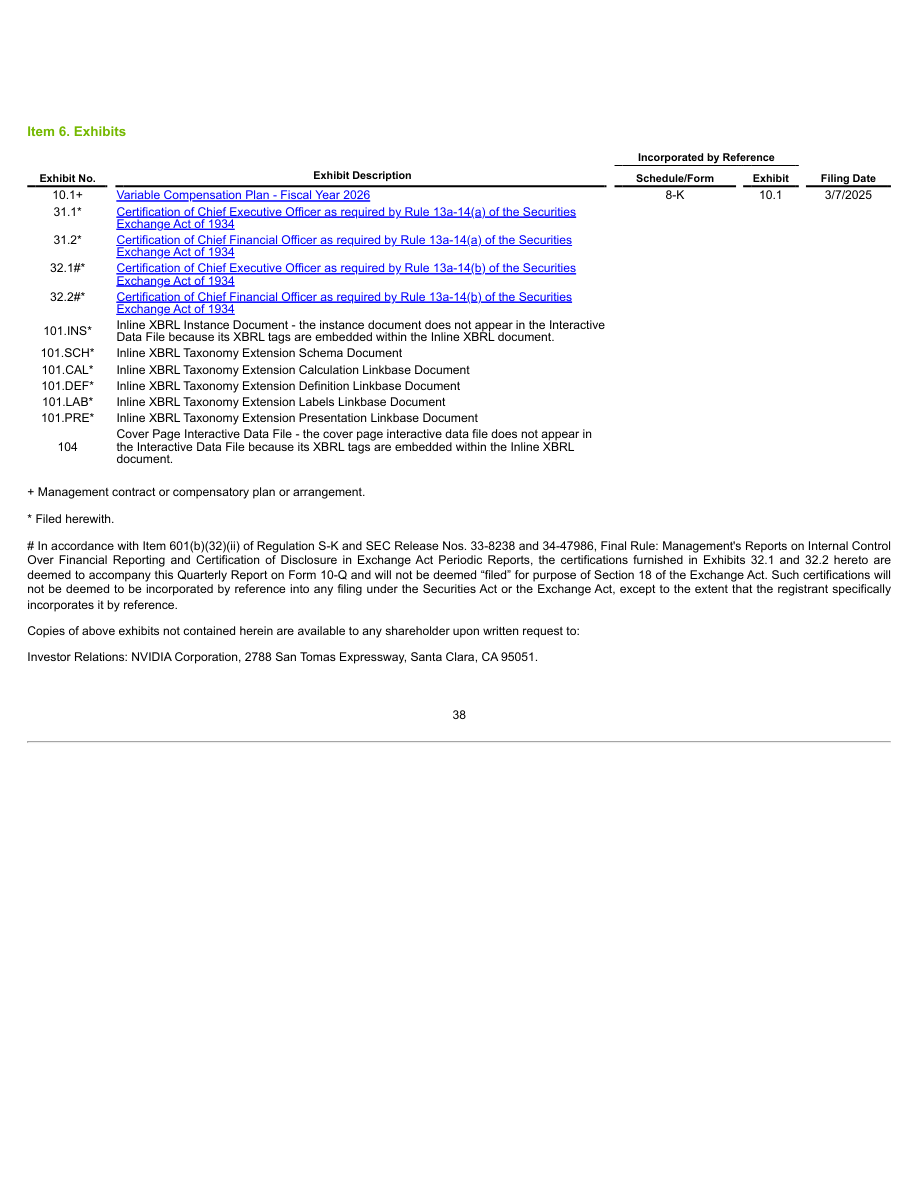 Item 6. Exhibits
Incorporated by Reference
Exhibit No. Exhibit Description Schedule/Form Exhibit Filing Date
10.1+ Variable Compensation Plan - Fiscal Year 2026 8-K 10.1 3/7/2025
31.1* Certification of Chief Executive Officer as required by Rule 13a-14(a) of the Securities
Exchange Act of 1934
31.2* Certification of Chief Financial Officer as required by Rule 13a-14(a) of the Securities
Exchange Act of 1934
32.1#* Certification of Chief Executive Officer as required by Rule 13a-14(b) of the Securities
Exchange Act of 1934
32.2#* Certification of Chief Financial Officer as required by Rule 13a-14(b) of the Securities
Exchange Act of 1934
101.INS* Inline XBRL Instance Document - the instance document does not appear in the Interactive
Data File because its XBRL tags are embedded within the Inline XBRL document.
101.SCH* Inline XBRL Taxonomy Extension Schema Document
101.CAL* Inline XBRL Taxonomy Extension Calculation Linkbase Document
101.DEF* Inline XBRL Taxonomy Extension Definition Linkbase Document
101.LAB* Inline XBRL Taxonomy Extension Labels Linkbase Document
101.PRE* Inline XBRL Taxonomy Extension Presentation Linkbase Document
104 Cover Page Interactive Data File - the cover page interactive data file does not appear in
the Interactive Data File because its XBRL tags are embedded within the Inline XBRL
document.
+ Management contract or compensatory plan or arrangement.
* Filed herewith.
# In accordance with Item 601(b)(32)(ii) of Regulation S-K and SEC Release Nos. 33-8238 and 34-47986, Final Rule: Management's Reports on Internal Control
Over Financial Reporting and Certification of Disclosure in Exchange Act Periodic Reports, the certifications furnished in Exhibits 32.1 and 32.2 hereto are
deemed to accompany this Quarterly Report on Form 10-Q and will not be deemed “filed” for purpose of Section 18 of the Exchange Act. Such certifications will
not be deemed to be incorporated by reference into any filing under the Securities Act or the Exchange Act, except to the extent that the registrant specifically
incorporates it by reference.
Copies of above exhibits not contained herein are available to any shareholder upon written request to:
Investor Relations: NVIDIA Corporation, 2788 San Tomas Expressway, Santa Clara, CA 95051.
38